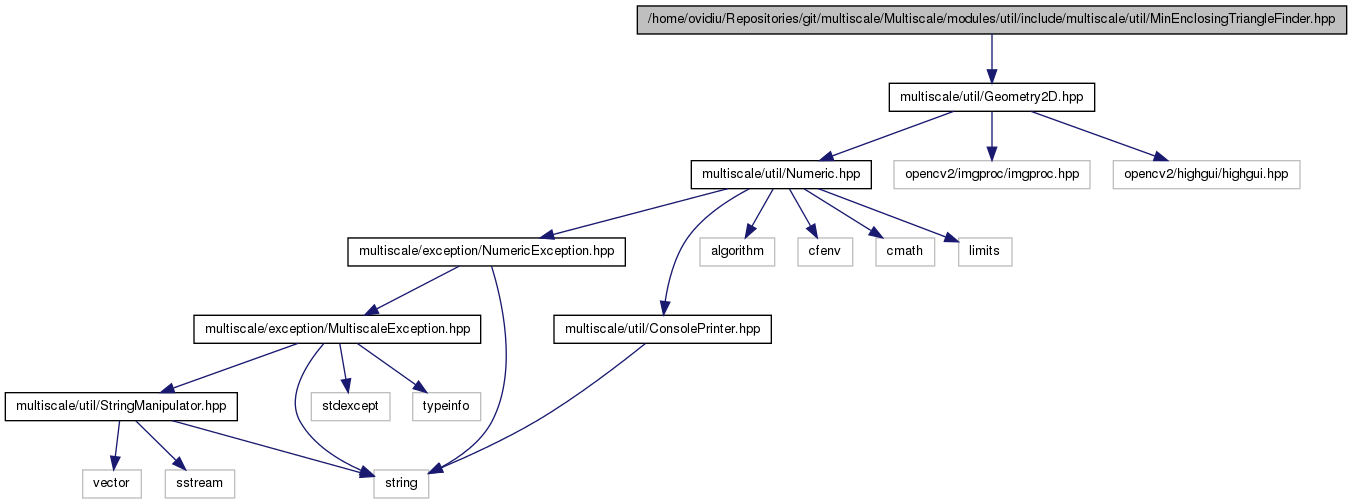 /home/ovidiu/Repositories/git/multiscale/Multiscale/modules/util/include/multiscale/util/MinEnclosingTriangleFinder.hpp
multiscale/util/Geometry2D.hpp
multiscale/util/Numeric.hpp
opencv2/imgproc/imgproc.hpp
opencv2/highgui/highgui.hpp
multiscale/exception/NumericException.hpp
algorithm
cfenv
cmath
limits
multiscale/exception/MultiscaleException.hpp
multiscale/util/ConsolePrinter.hpp
multiscale/util/StringManipulator.hpp
stdexcept
typeinfo
vector
sstream
string